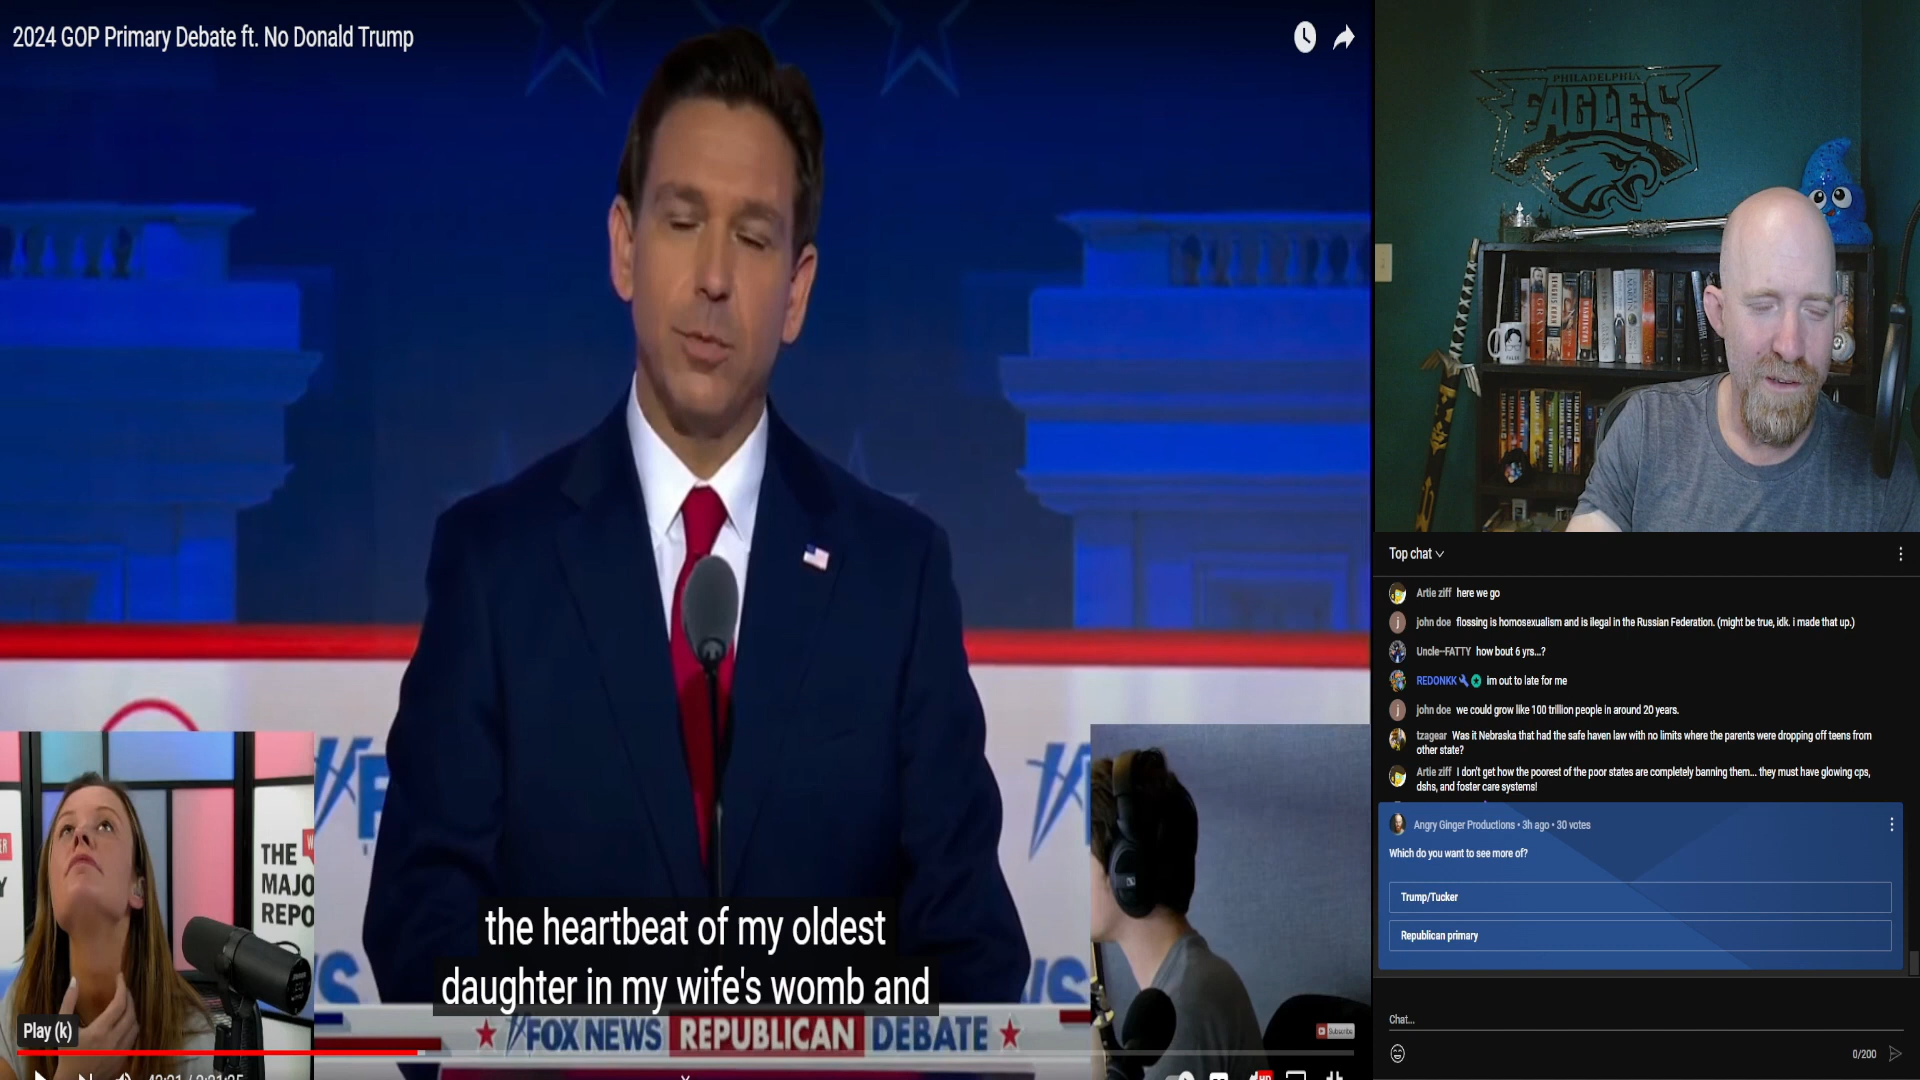 2024 GOP Primary Debate ft. No Donald Trump
PHILADELPHIA
EAGLES
THE
MAJO
REPO
the heartbeat of my oldest
daughter in my wife's womb and
FOX NEWS REPUBLICAN DEBATE
Play (k)
Subscribe
HD
Top chat
Artie ziff here we go
john doe flossing is homosexualism and is ilegal in the Russian Federation. (might be true, idk. i made that up.)
Uncle-FATTY how bout 6 yrs...?
REDONKK im out to late for me
john doe we could grow like 100 trillion people in around 20 years.
tzagear Was it Nebraska that had the safe haven law with no limits where the parents were dropping off teens from
other state?
Artie ziff I don't get how the poorest of the poor states are completely banning them... they must have glowing cps,
dshs, and foster care systems!
Angry Ginger Productions • 3h ago • 30 votes
Which do you want to see more of?
Trump/Tucker
Republican primary
Chat...
0/200